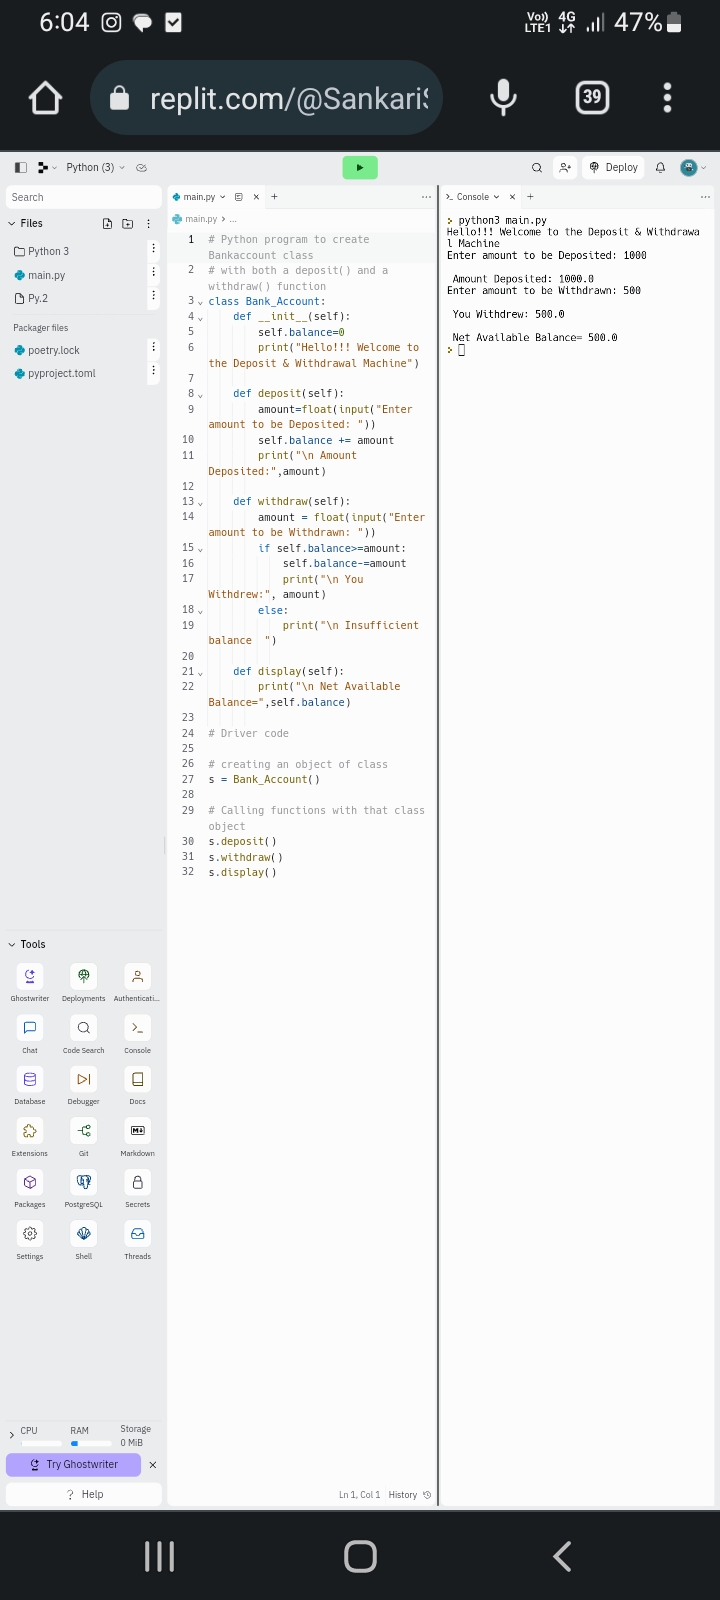 6:04
Vo)) LTE1 4G 47%
replit.com/@SankariS
39
Python (3)
Deploy
Search
Files
Python 3
main.py
Py.2
Packager files
poetry.lock
pyproject.toml
main.py
main.py > ...
1 # Python program to create
Bankaccount class
2 # with both a deposit() and a
withdraw() function
3 class Bank_Account:
4     def __init__(self):
5         self.balance=0
6         print("Hello!!! Welcome to
the Deposit & Withdrawal Machine")
7
8     def deposit(self):
9         amount=float(input("Enter
amount to be Deposited: "))
10         self.balance += amount
11         print("\n Amount
Deposited:",amount)
12
13     def withdraw(self):
14         amount = float(input("Enter
amount to be Withdrawn: "))
15         if self.balance>=amount:
16             self.balance-=amount
17             print("\n You
Withdrew:", amount)
18         else:
19             print("\n Insufficient
balance  ")
20
21     def display(self):
22         print("\n Net Available
Balance=",self.balance)
23
24 # Driver code
25
26 # creating an object of class
27 s = Bank_Account()
28
29 # Calling functions with that class
object
30 s.deposit()
31 s.withdraw()
32 s.display()
Ln 1, Col 1 History
>_ Console
python3 main.py
Hello!!! Welcome to the Deposit & Withdrawa
l Machine
Enter amount to be Deposited: 1000
Amount Deposited: 1000.0
Enter amount to be Withdrawn: 500
You Withdrew: 500.0
Net Available Balance= 500.0
Tools
Ghostwriter Deployments Authenticati...
Chat Code Search Console
Database Debugger Docs
Extensions Git Markdown
Packages PostgreSQL Secrets
Settings Shell Threads
CPU RAM Storage
0 MiB
Try Ghostwriter
? Help